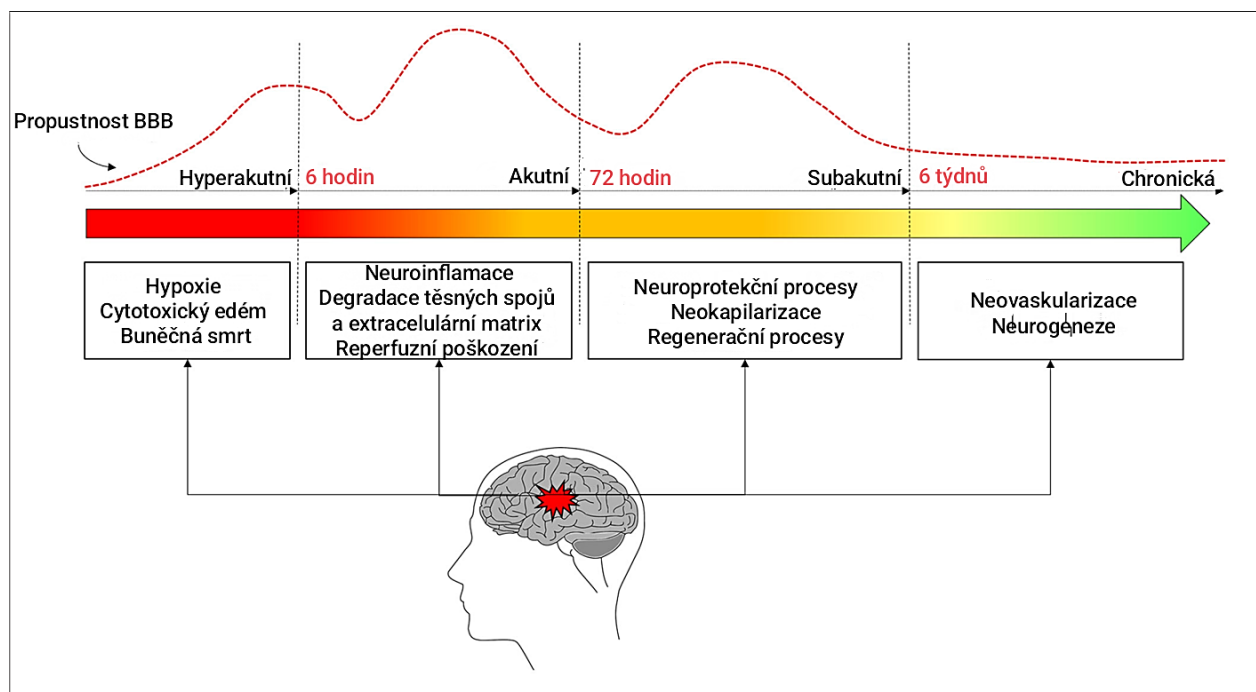 Propustnost BBB
Hyperakutní
6 hodin
Akutní
72 hodin
Subakutní
6 týdnů
Chronická
Hypoxie
Cytotoxický edém
Buněčná smrt
Neuroinflamace
Degradace těsných spojů
a extracelulární matrix
Reperfuzní poškození
Neuroprotekční procesy
Neokapilarizace
Regenerační procesy
Neovaskularizace
Neurogeneze